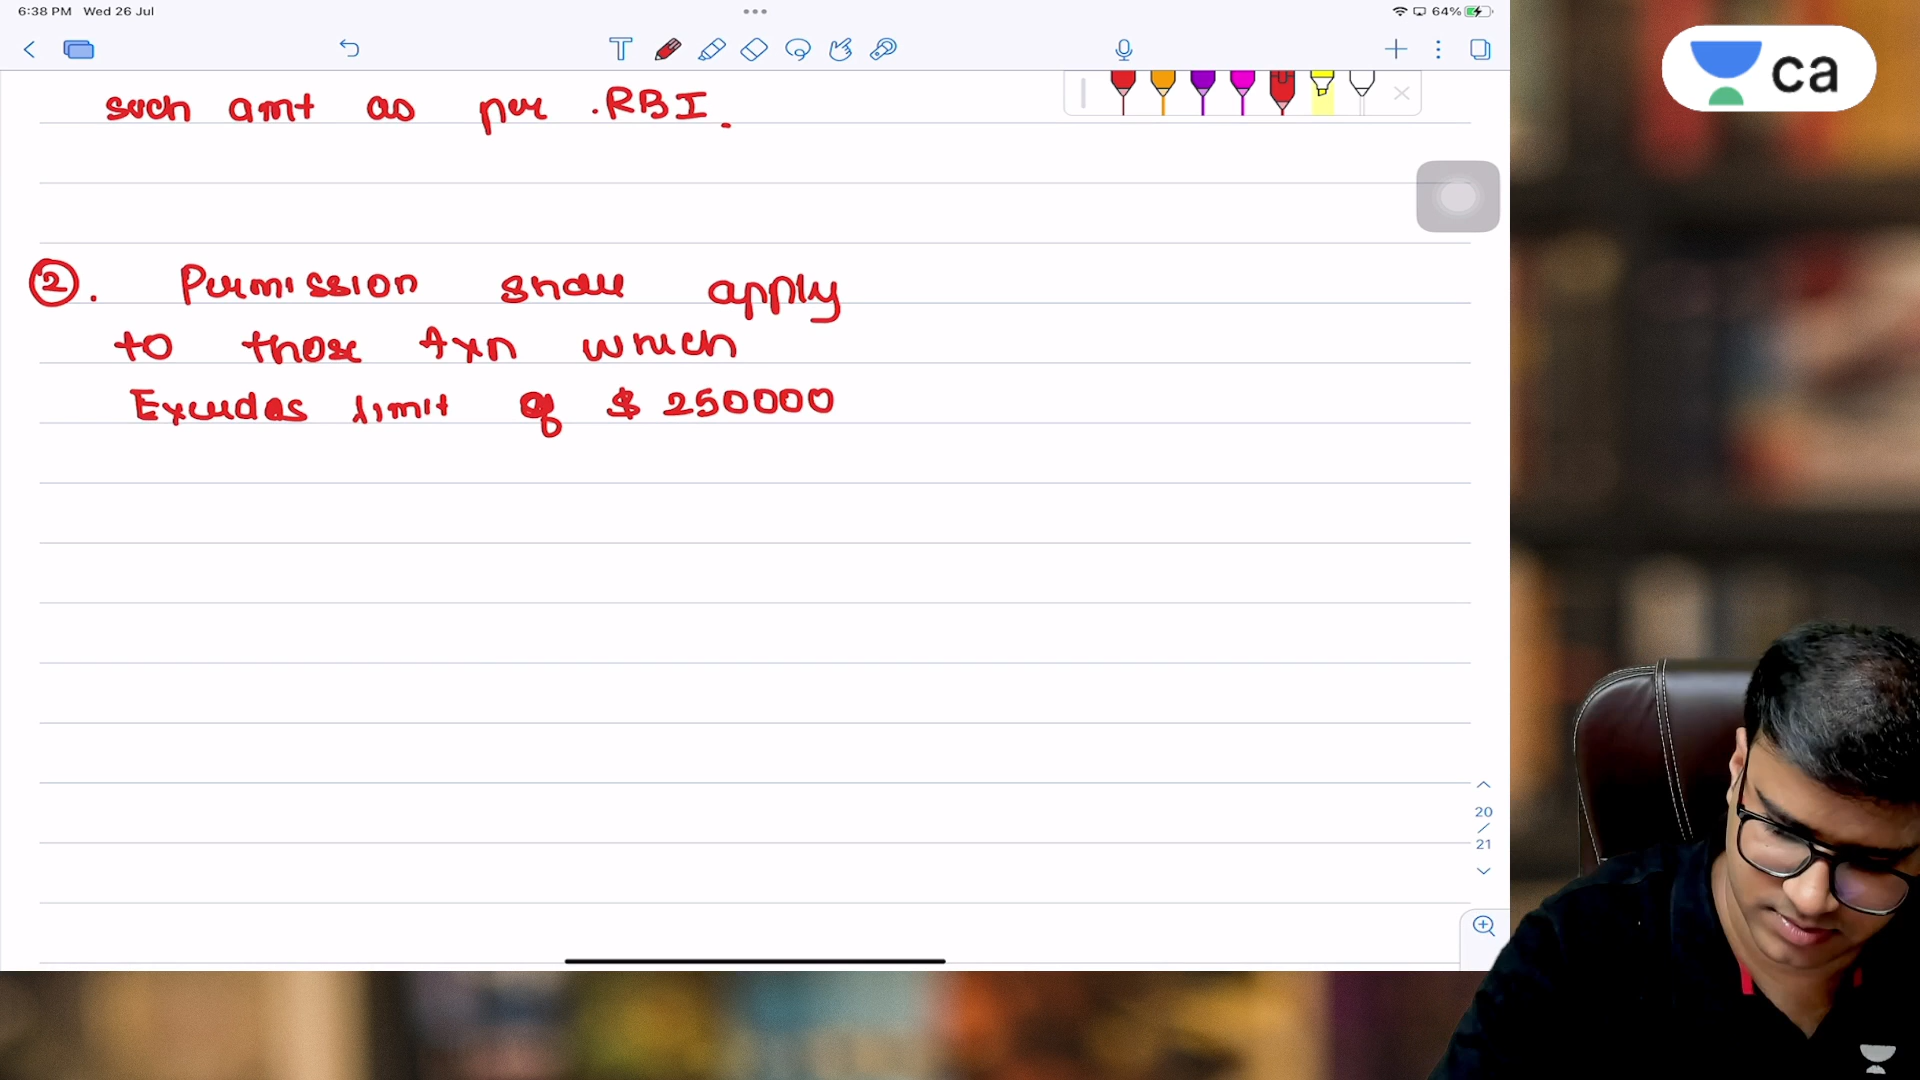 6:38 PM Wed 26 Jul
64%
ca
such amt as per .RBI.
2. Permission shall apply
to those txn which
Exceeds limit of $ 250000
20
/
21